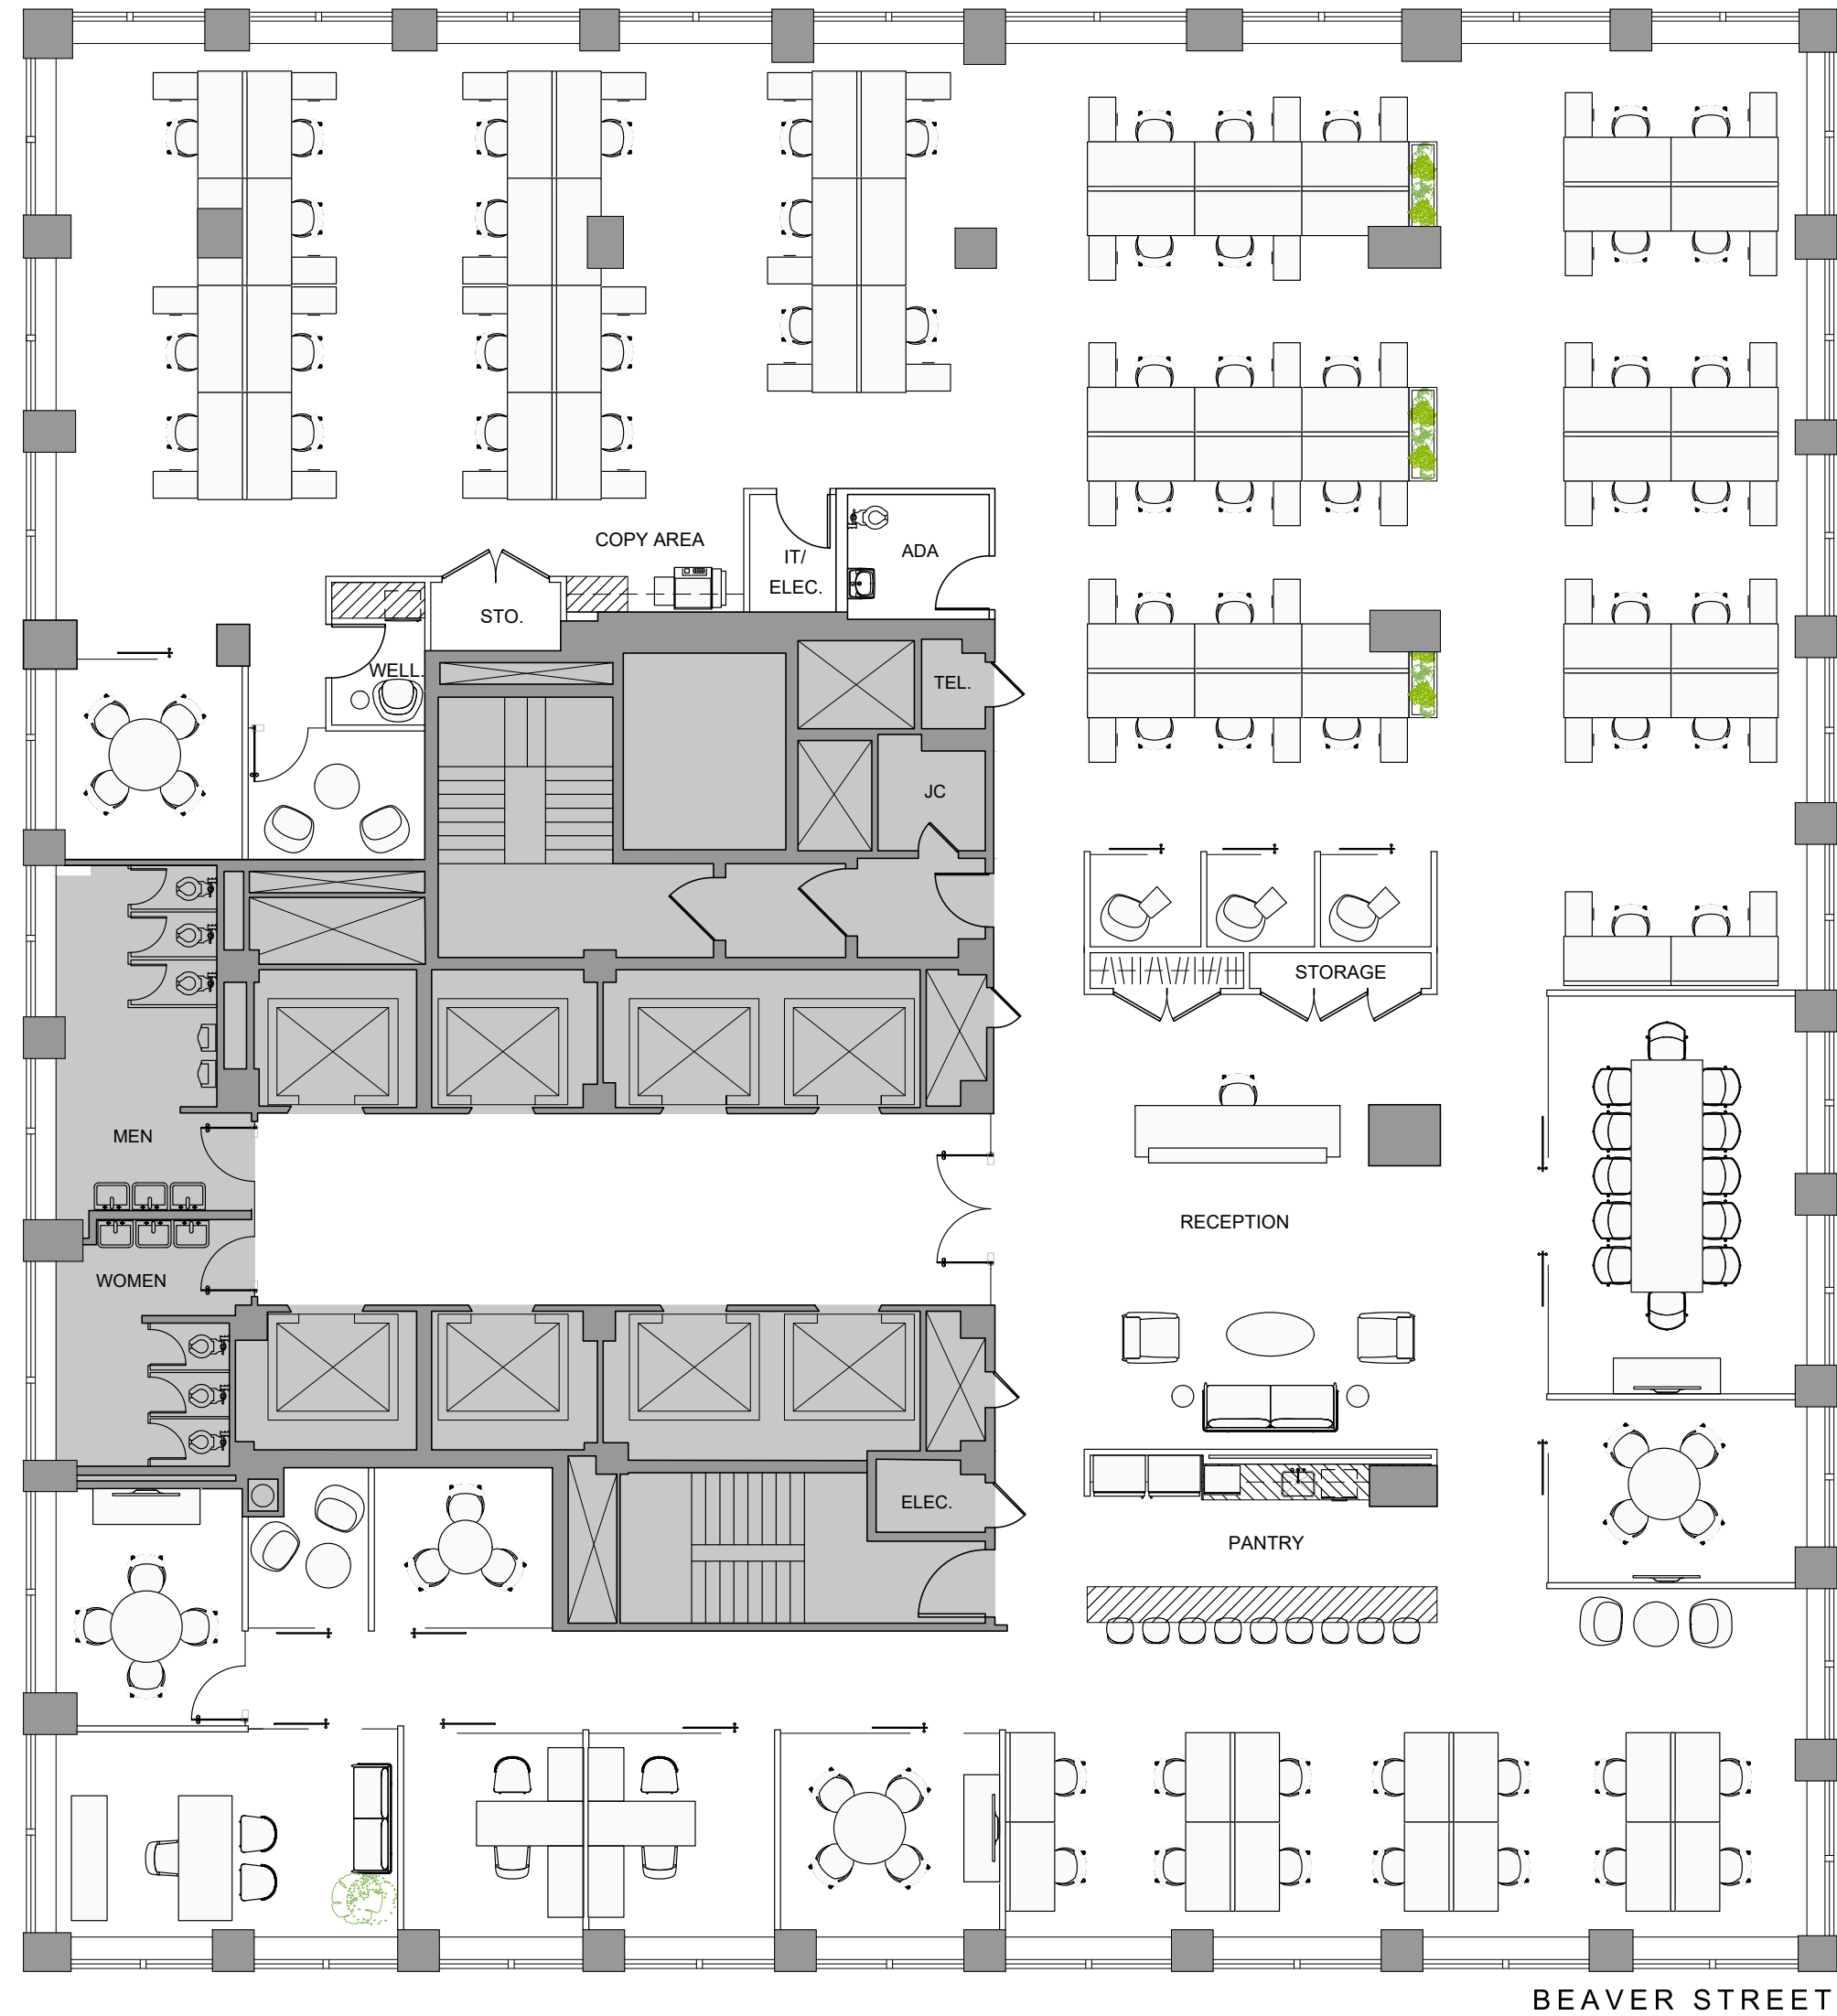 COPY AREA
IT/
ELEC.
ADA
STO.
WELL.
TEL.
JC
STORAGE
MEN
RECEPTION
WOMEN
ELEC.
PANTRY
BEAVER STREET